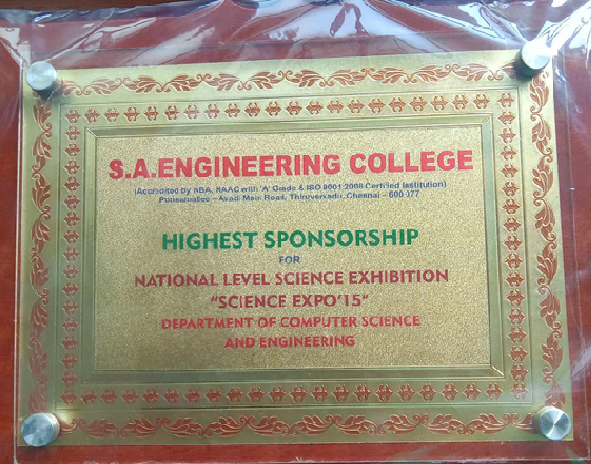 S.A.ENGINEERING COLLEGE
(Accredited by NBA, NAAC with 'A' Grade & ISO 9001:2008 Certified Institution)
Poonamallee - Avadi Main Road, Thiruverkadu, Chennai - 600 077
HIGHEST SPONSORSHIP
FOR
NATIONAL LEVEL SCIENCE EXHIBITION
"SCIENCE EXPO'15"
DEPARTMENT OF COMPUTER SCIENCE
AND ENGINEERING